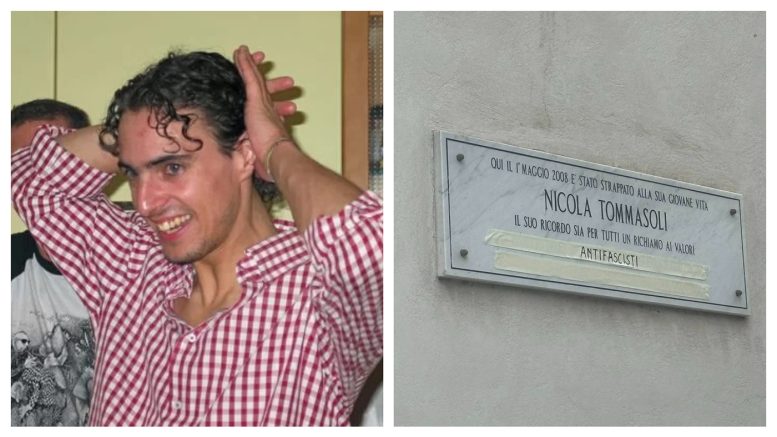 QUI IL 1° MAGGIO 2008 E STATO STRAPPATO ALLA SUA GIOVANE VITA
NICOLA TOMMASOLI
IL SUO RICORDO SIA PER TUTTI UN RICHIAMO AI VALORI
ANTIFASCISTI